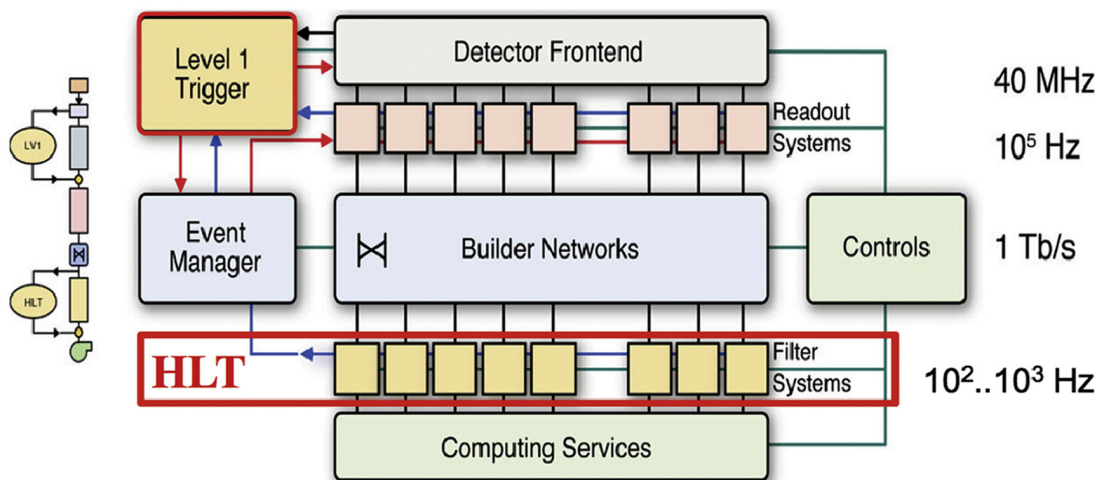 Level 1
Trigger
Detector Frontend
40 MHz
Readout
Systems
10⁵ Hz
LV1
Event
Manager
Builder Networks
Controls
1 Tb/s
HLT
HLT
Filter
Systems
10²..10³ Hz
Computing Services